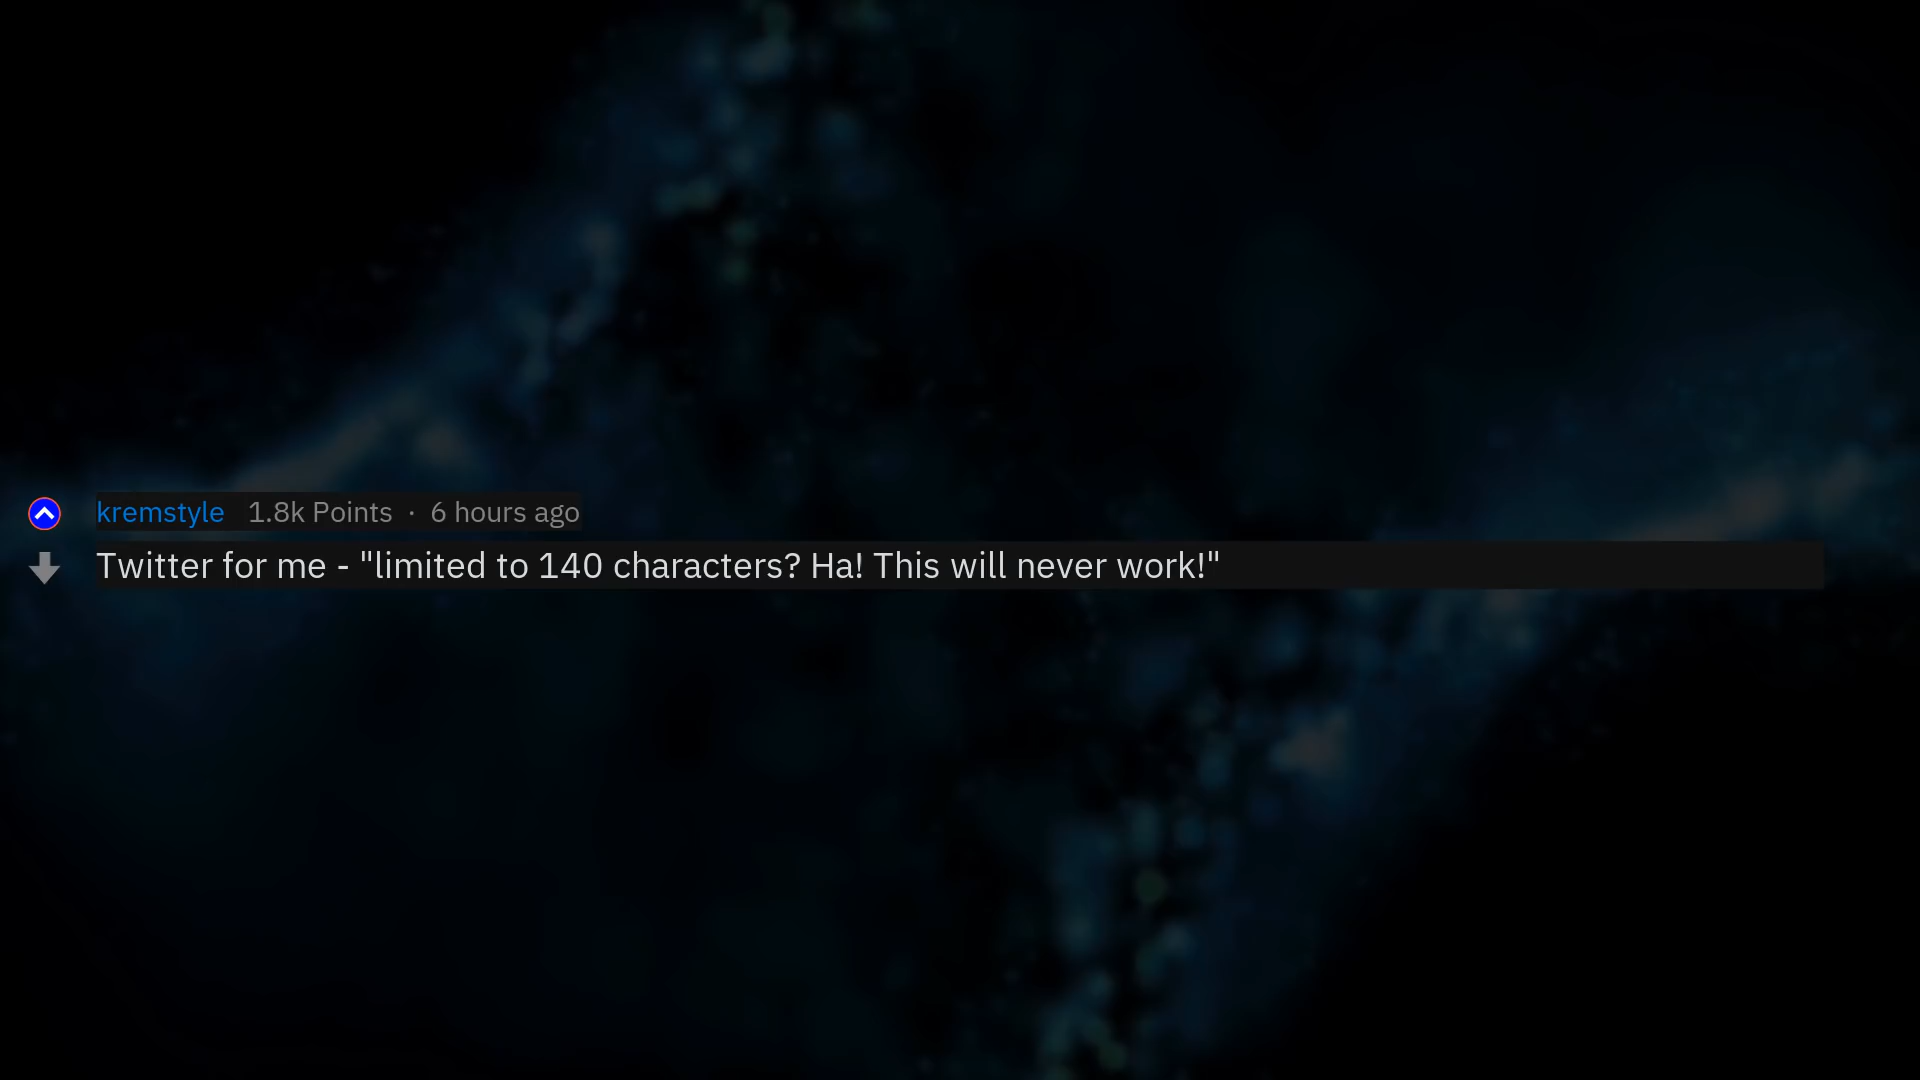 kremstyle 1.8k Points · 6 hours ago
Twitter for me - "limited to 140 characters? Ha! This will never work!"